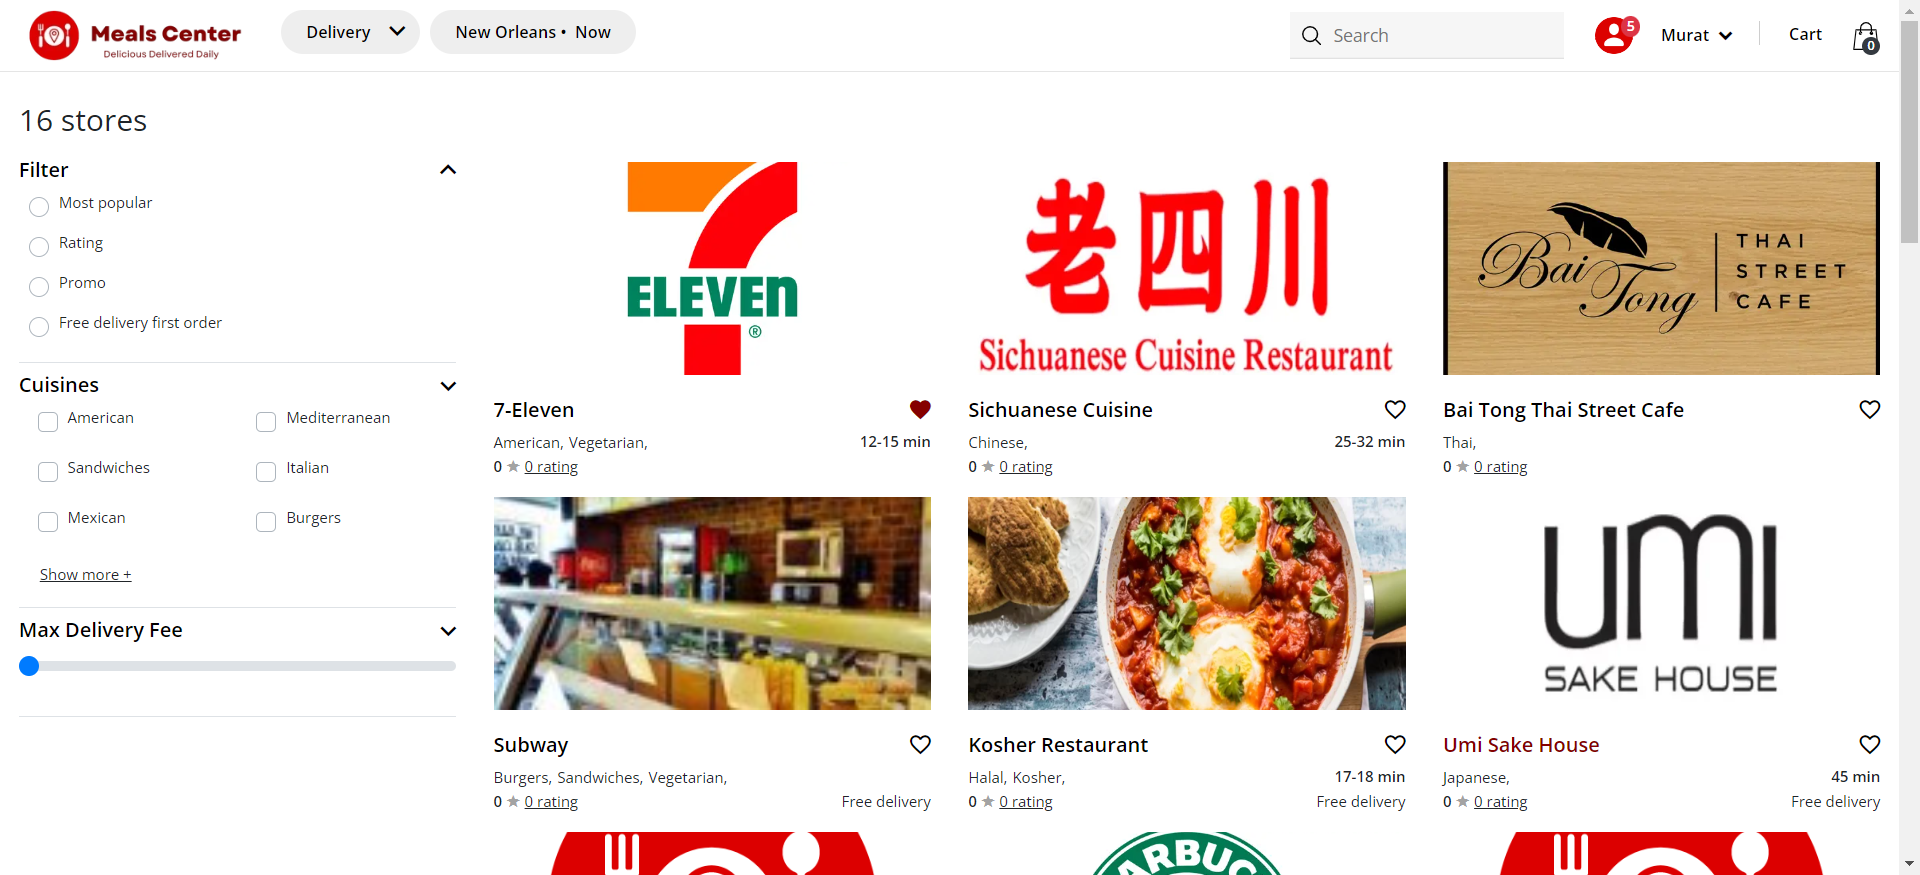 Meals Center
Delicious Delivered Daily
Delivery
New Orleans • Now
Search
5
Murat
Cart
0
16 stores
Filter
Most popular
Rating
Promo
Free delivery first order
Cuisines
American
Mediterranean
Sandwiches
Italian
Mexican
Burgers
Show more +
Max Delivery Fee
7
ELEVEn
®
7-Eleven
American, Vegetarian,
12-15 min
0 ★ 0 rating
老四川
Sichuanese Cuisine Restaurant
Sichuanese Cuisine
Chinese,
25-32 min
0 ★ 0 rating
Bai Tong
THAI
STREET
CAFE
Bai Tong Thai Street Cafe
Thai,
0 ★ 0 rating
Subway
Burgers, Sandwiches, Vegetarian,
0 ★ 0 rating
Free delivery
Kosher Restaurant
Halal, Kosher,
17-18 min
0 ★ 0 rating
Free delivery
umi
SAKE HOUSE
Umi Sake House
Japanese,
45 min
0 ★ 0 rating
Free delivery